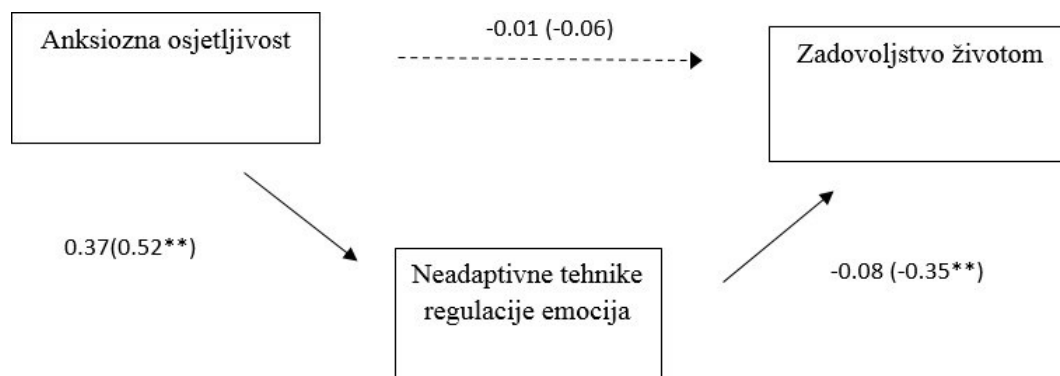 Anksiozna osjetljivost
-0.01 (-0.06)
Zadovoljstvo životom
0.37(0.52**)
Neadaptivne tehnike
regulacije emocija
-0.08 (-0.35**)